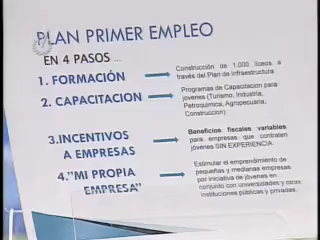 PLAN PRIMER EMPLEO
EN 4 PASOS ...
1. FORMACIÓN
Construcción de 1.000 liceos a
través del Plan de infraestructura.
2. CAPACITACION
Programas de Capacitación para
jóvenes (Turismo, Industria,
Petroquímica, Agropecuaria,
Construccion).
3.INCENTIVOS
A EMPRESAS
Beneficios fiscales variables
para empresas que contraten
jóvenes SIN EXPERIENCIA.
4."MI PROPIA
EMPRESA"
Estimular el emprendimiento de
pequeñas y medianas empresas
por iniciativa de jóvenes en
conjunto con universidades y otras
instituciones públicas y privadas.